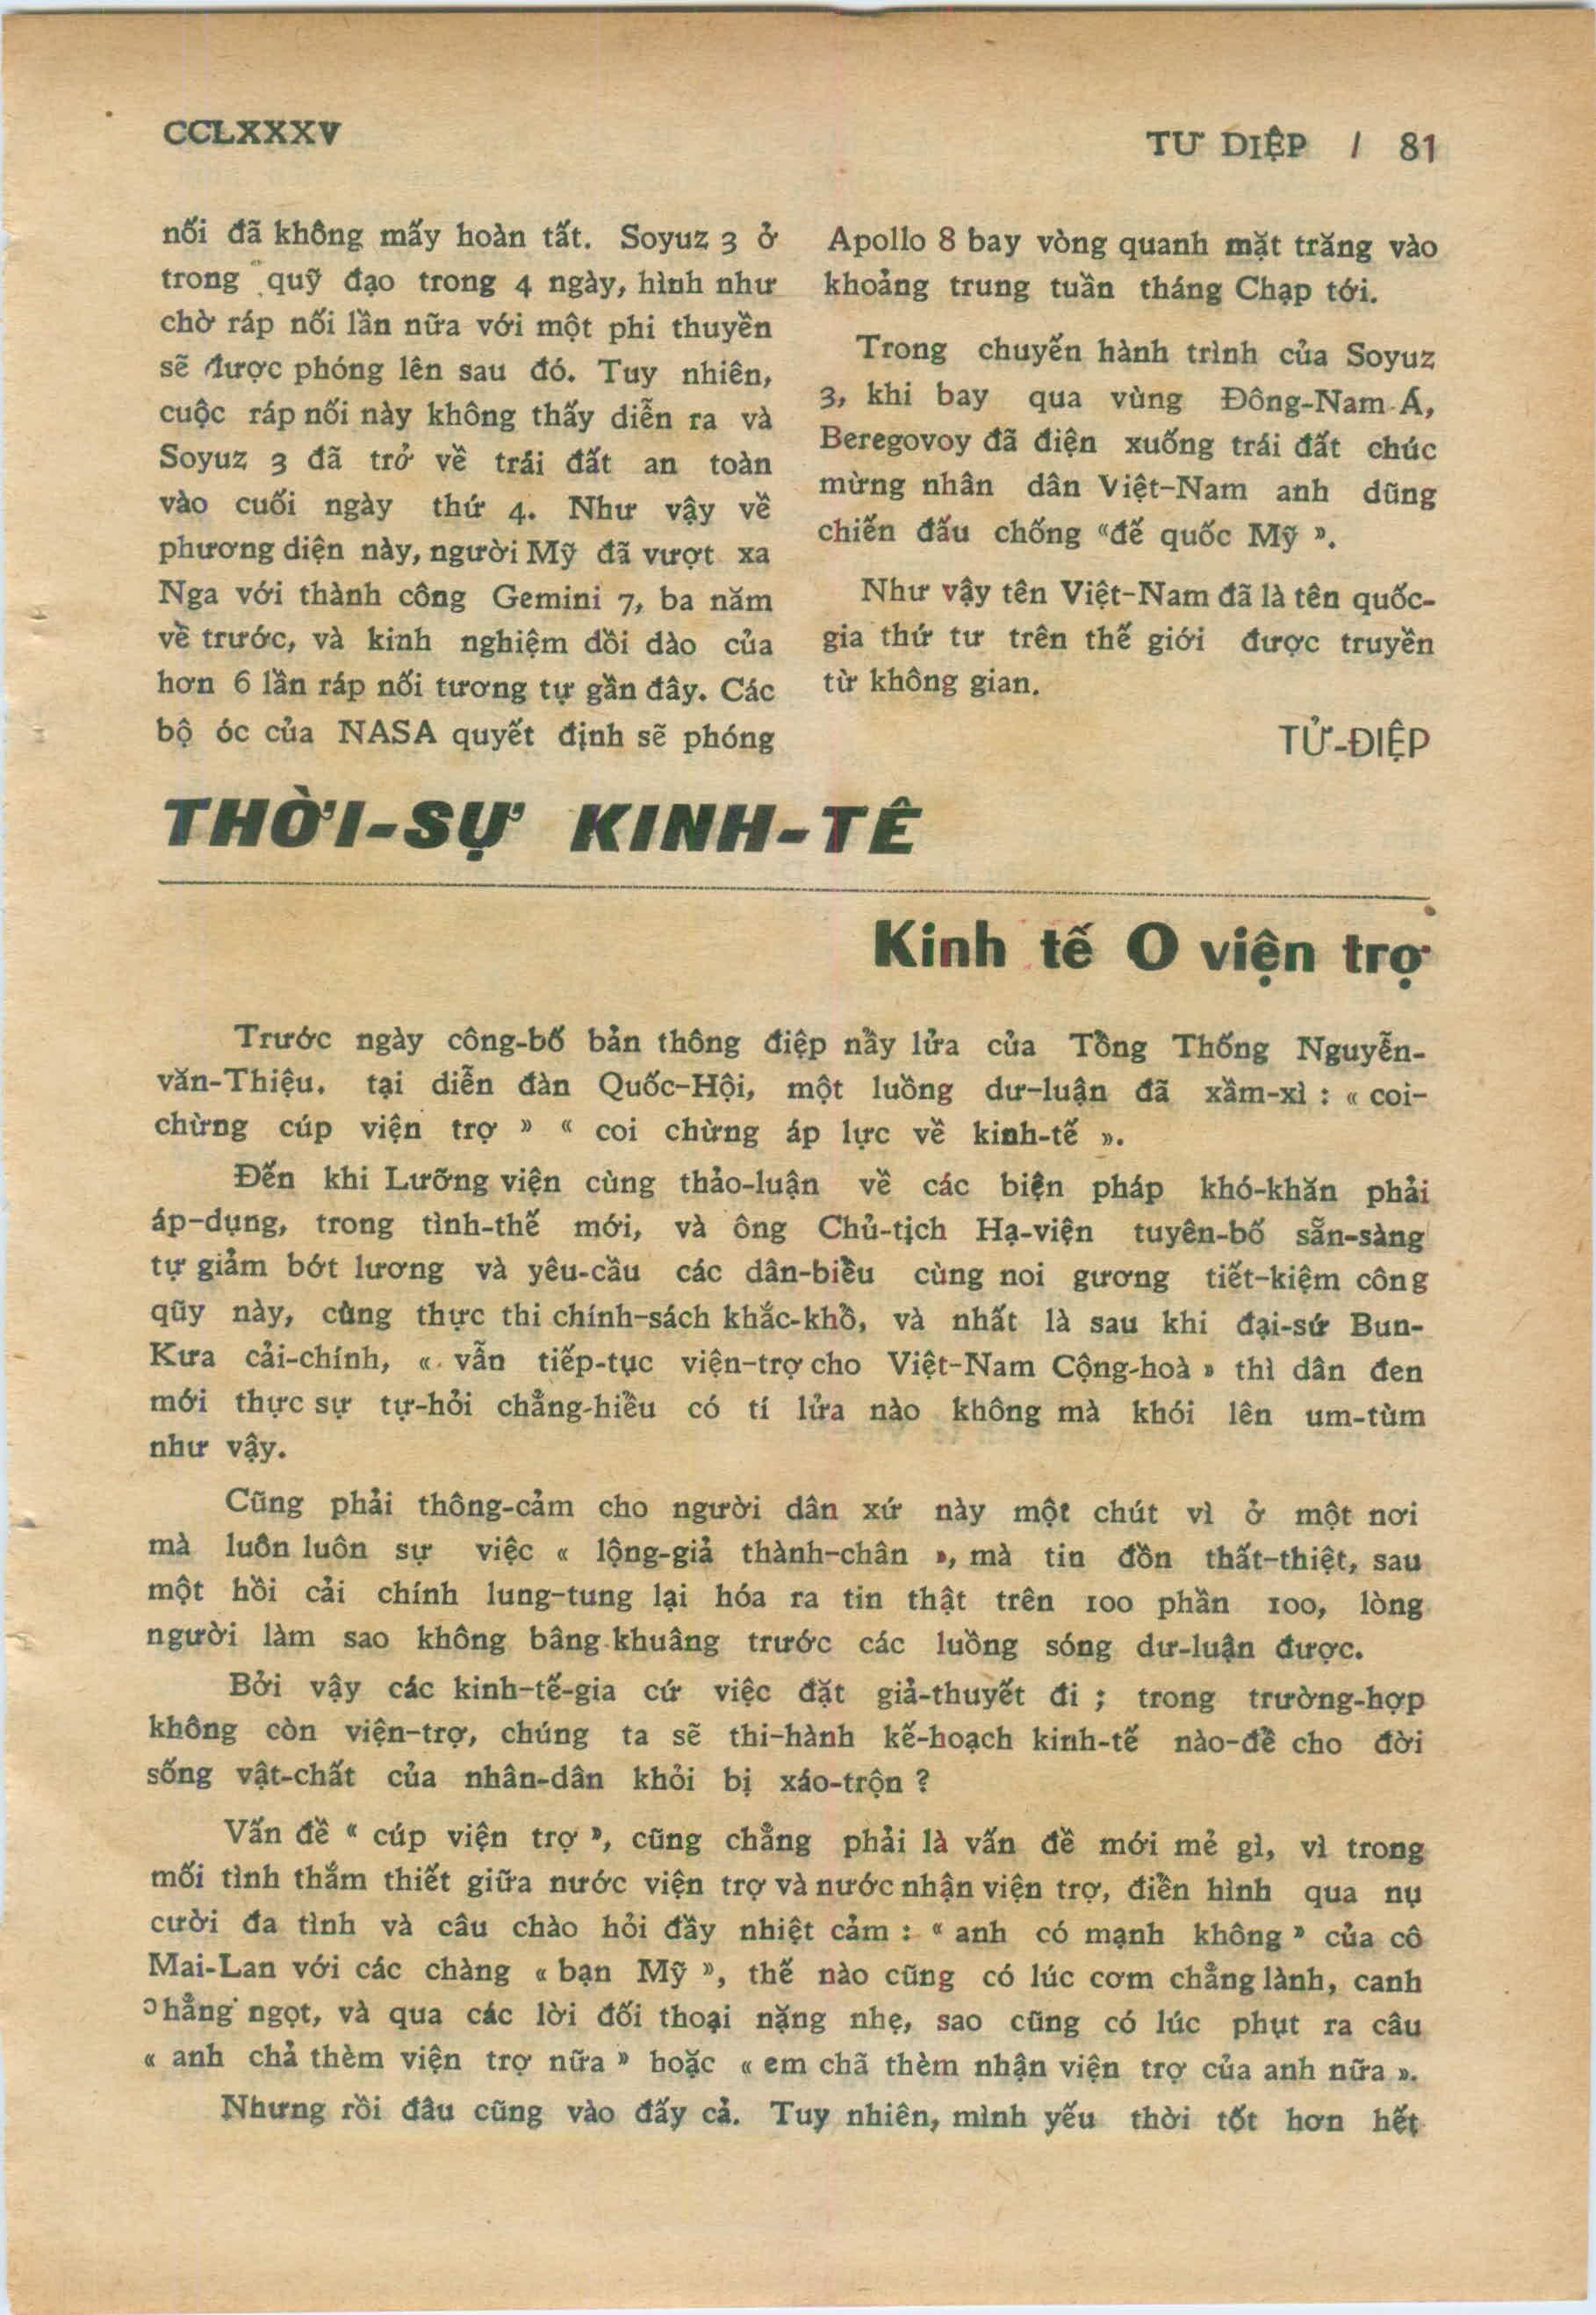 CCLXXXV
TƯ DIỆP / 81
nối đã không mấy hoàn tất. Soyuz 3 ở
trong quỹ đạo trong 4 ngày, hình như
chờ ráp nối lần nữa với một phi thuyền
sẽ được phóng lên sau đó. Tuy nhiên,
cuộc ráp nối này không thấy diễn ra và
Soyuz 3 đã trở về trái đất an toàn
vào cuối ngày thứ 4. Như vậy về
phương diện này, người Mỹ đã vượt xa
Nga với thành công Gemini 7, ba năm
về trước, và kinh nghiệm dồi dào của
hơn 6 lần ráp nối tương tự gần đây. Các
bộ óc của NASA quyết định sẽ phóng
Apollo 8 bay vòng quanh mặt trăng vào
khoảng trung tuần tháng Chạp tới.
Trong chuyến hành trình của Soyuz
3, khi bay qua vùng Đông-Nam-Á,
Beregovoy đã điện xuống trái đất chúc
mừng nhân dân Việt-Nam anh dũng
chiến đấu chống «đế quốc Mỹ».
Như vậy tên Việt-Nam đã là tên quốc-
gia thứ tư trên thế giới được truyền
từ không gian.
TỬ-ĐIỆP
THỜI-SỰ KINH-TÊ
Kinh tế O viện trợ
Trước ngày công-bố bản thông điệp nẩy lửa của Tổng Thống Nguyễn-
văn-Thiệu. tại diễn đàn Quốc-Hội, một luồng dư-luận đã xầm-xì : « coi-
chừng cúp viện trợ » « coi chừng áp lực về kinh-tế ».
Đến khi Lưỡng viện cùng thảo-luận về các biện pháp khó-khăn phải
áp-dụng, trong tình-thế mới, và ông Chủ-tịch Hạ-viện tuyên-bố sẵn-sàng
tự giảm bớt lương và yêu-cầu các dân-biểu cùng noi gương tiết-kiệm công
qũy này, cùng thực thi chính-sách khắc-khổ, và nhất là sau khi đại-sứ Bun-
Kưa cải-chính, « vẫn tiếp-tục viện-trợ cho Việt-Nam Cộng-hoà » thì dân đen
mới thực sự tự-hỏi chẳng-hiểu có tí lửa nào không mà khói lên um-tùm
như vậy.
Cũng phải thông-cảm cho người dân xứ này một chút vì ở một nơi
mà luôn luôn sự việc « lộng-giả thành-chân », mà tin đồn thất-thiệt, sau
một hồi cải chính lung-tung lại hóa ra tin thật trên 100 phần 100, lòng
người làm sao không bâng-khuâng trước các luồng sóng dư-luận được.
Bởi vậy các kinh-tế-gia cứ việc đặt giả-thuyết đi ; trong trường-hợp
không còn viện-trợ, chúng ta sẽ thi-hành kế-hoạch kinh-tế nào-để cho đời
sống vật-chất của nhân-dân khỏi bị xáo-trộn ?
Vấn đề « cúp viện trợ », cũng chẳng phải là vấn đề mới mẻ gì, vì trong
mối tình thắm thiết giữa nước viện trợ và nước nhận viện trợ, điển hình qua nụ
cười đa tình và câu chào hỏi đầy nhiệt cảm : « anh có mạnh không » của cô
Mai-Lan với các chàng « bạn Mỹ », thế nào cũng có lúc cơm chẳng lành, canh
chẳng ngọt, và qua các lời đối thoại nặng nhẹ, sao cũng có lúc phụt ra câu
« anh chả thèm viện trợ nữa » hoặc « em chã thèm nhận viện trợ của anh nữa ».
Nhưng rồi đâu cũng vào đấy cả. Tuy nhiên, mình yếu thời tốt hơn hết